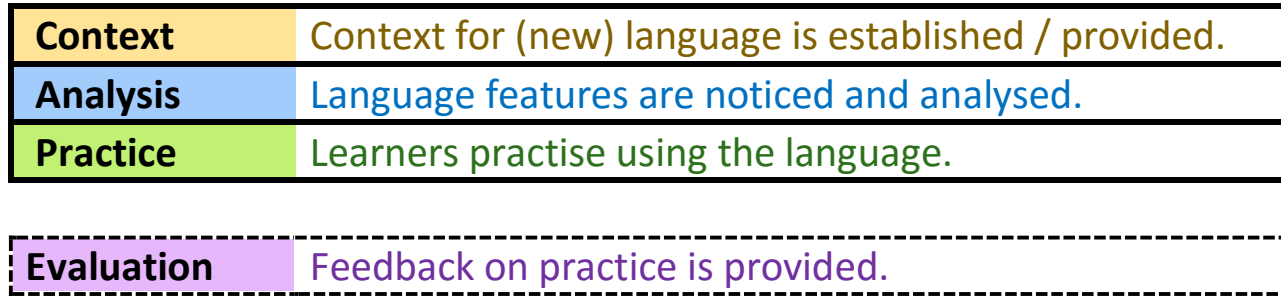 Context Context for (new) language is established / provided.
Analysis Language features are noticed and analysed.
Practice Learners practise using the language.
Evaluation Feedback on practice is provided.